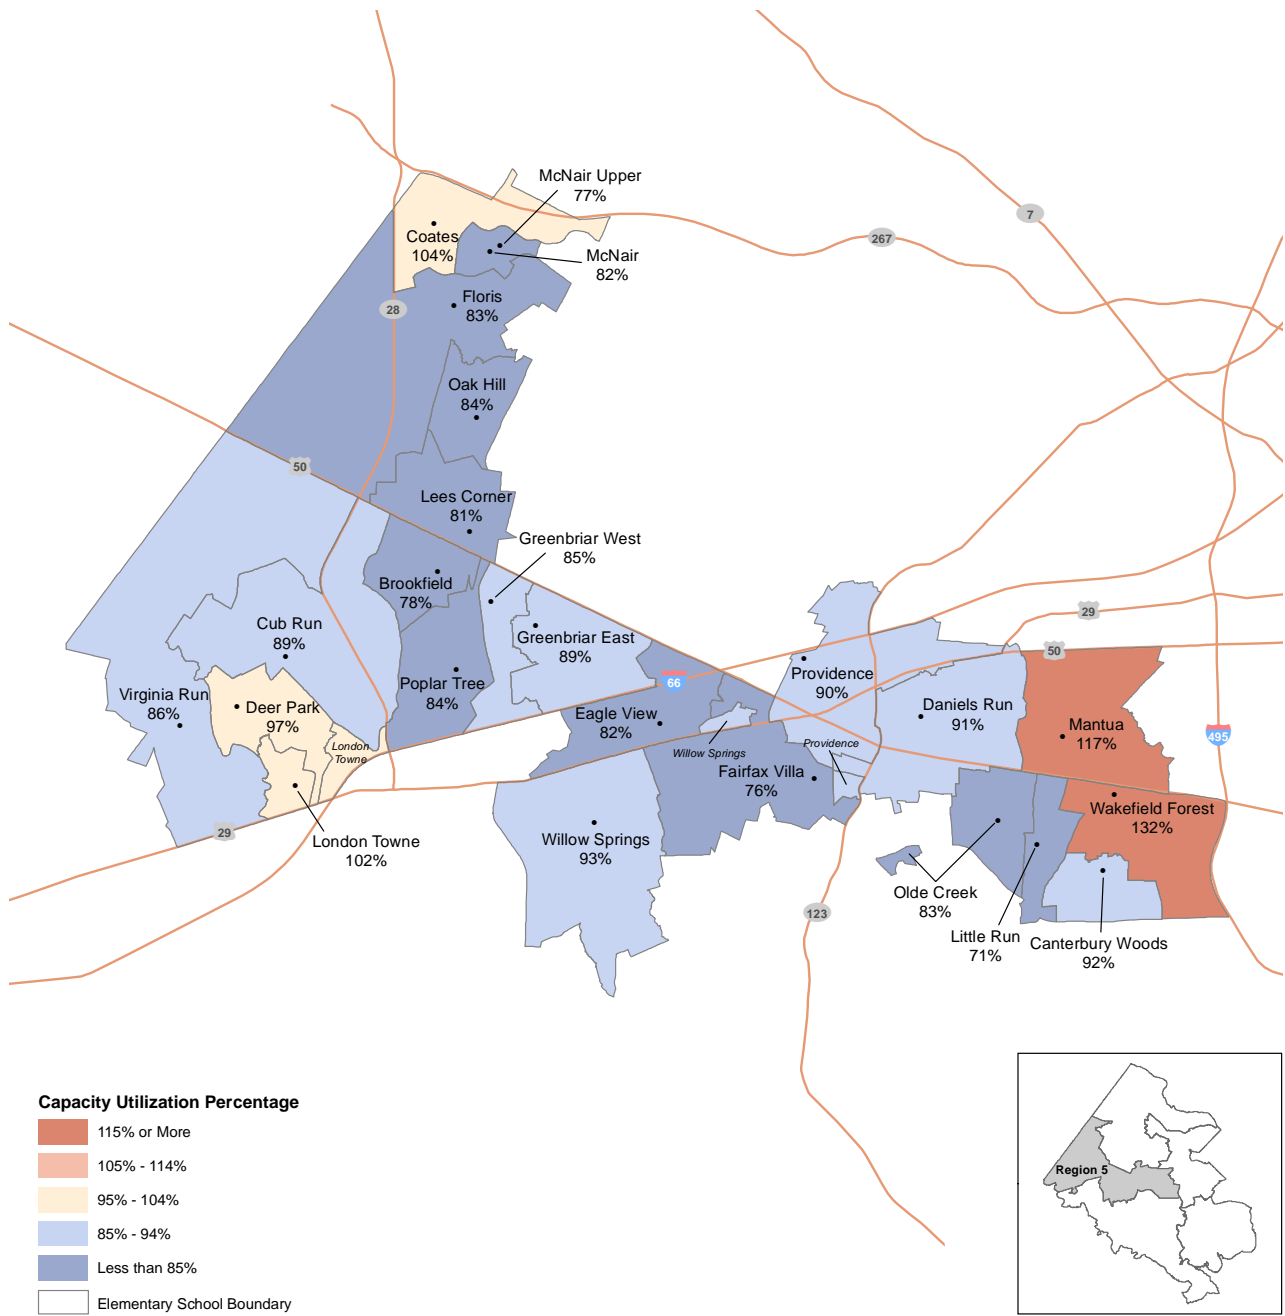 McNair Upper
77%
7
Coates
104%
267
McNair
82%
Floris
83%
28
Oak Hill
84%
50
Lees Corner
81%
Greenbriar West
85%
Brookfield
78%
29
Cub Run
89%
Greenbriar East
89%
50
Providence
90%
Poplar Tree
84%
66
Virginia Run
86%
Deer Park
97%
Daniels Run
91%
Eagle View
82%
Mantua
117%
495
London
Towne
Willow Springs
Providence
Fairfax Villa
76%
Wakefield Forest
132%
29
London Towne
102%
Willow Springs
93%
Olde Creek
83%
123
Little Run
71%
Canterbury Woods
92%
Capacity Utilization Percentage
115% or More
105% - 114%
95% - 104%
85% - 94%
Less than 85%
Elementary School Boundary
Region 5